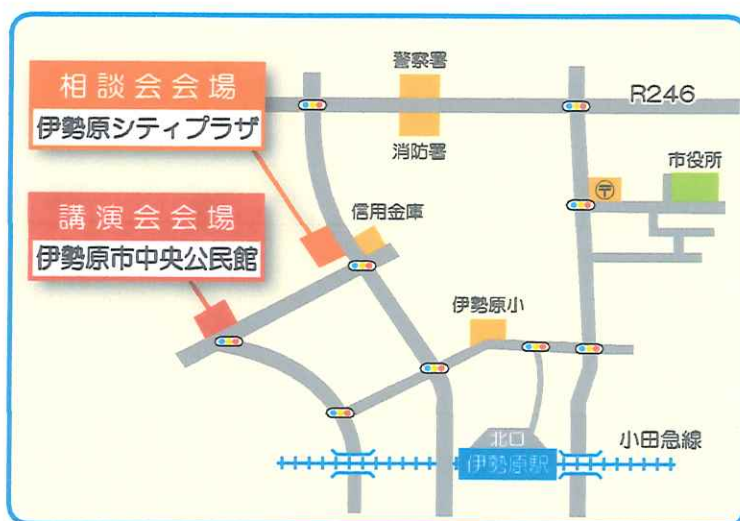 警察署
相談会会場
伊勢原シティプラザ
R246
消防署
市役所
〒
信用金庫
講演会会場
伊勢原市中央公民館
伊勢原小
北口
伊勢原駅
小田急線